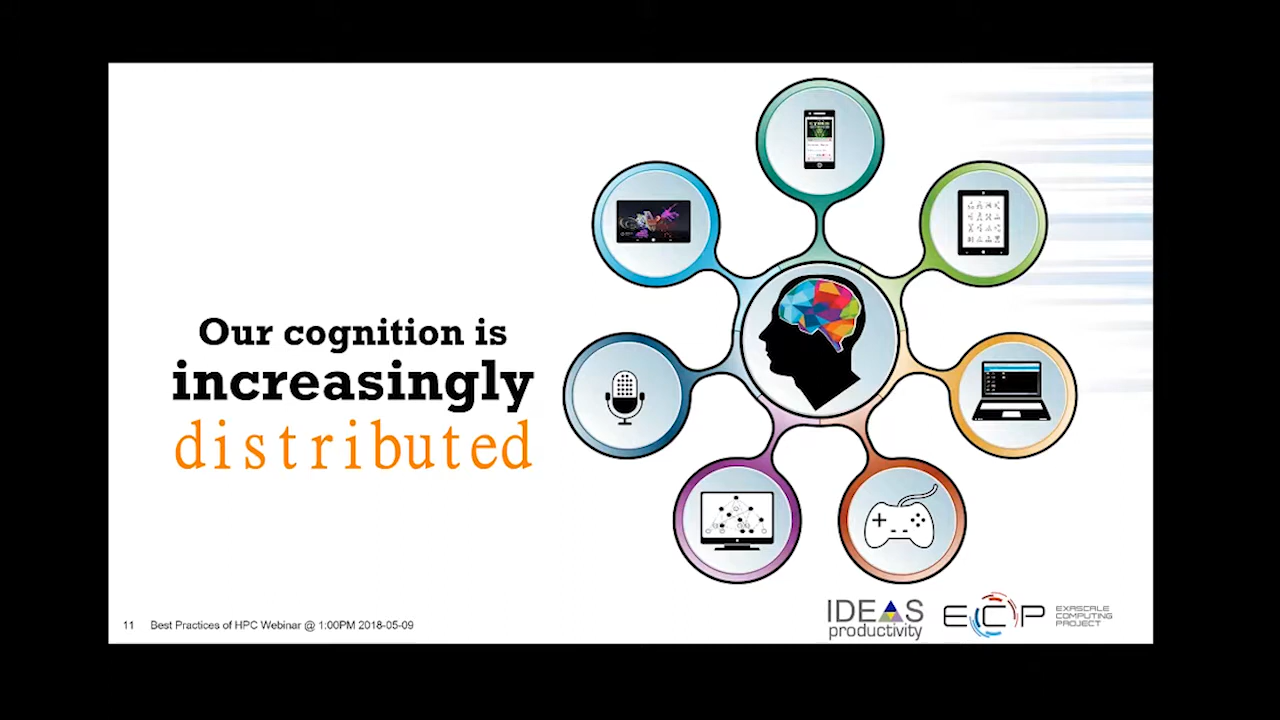 Our cognition is
increasingly
distributed
11 Best Practices of HPC Webinar @ 1:00PM 2018-05-09
IDEAS
productivity
ECP
EXASCALE
COMPUTING
PROJECT